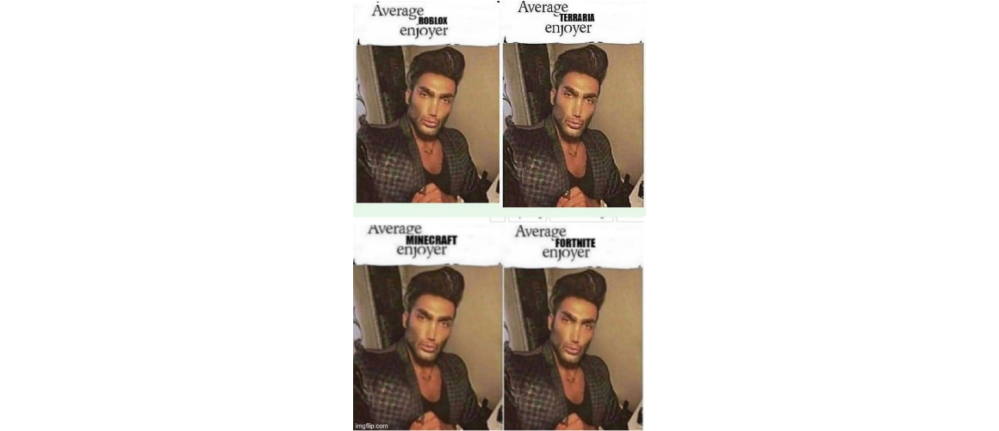 Average
ROBLOX
enjoyer
Average
TERRARIA
enjoyer
Average
MINECRAFT
enjoyer
Average
FORTNITE
enjoyer
imgflip.com